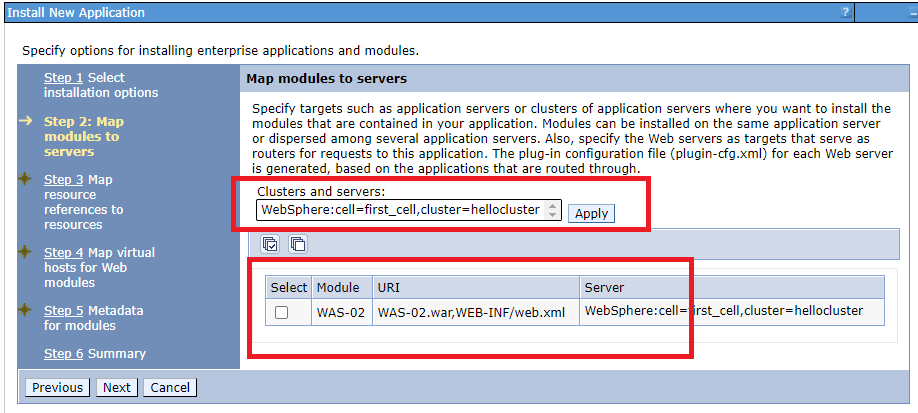 Install New Application
?
Specify options for installing enterprise applications and modules.
Step 1 Select
installation options
Step 2: Map
modules to
servers
Step 3 Map
resource
references to
resources
Step 4 Map virtual
hosts for Web
modules
Step 5 Metadata
for modules
Step 6 Summary
Map modules to servers
Specify targets such as application servers or clusters of application servers where you want to install the
modules that are contained in your application. Modules can be installed on the same application server
or dispersed among several application servers. Also, specify the Web servers as targets that serve as
routers for requests to this application. The plug-in configuration file (plugin-cfg.xml) for each Web server
is generated, based on the applications that are routed through.
Clusters and servers:
WebSphere:cell=first_cell,cluster=hellocluster
Apply
Select Module URI Server
WAS-02 WAS-02.war,WEB-INF/web.xml WebSphere:cell=first_cell,cluster=hellocluster
Previous Next Cancel